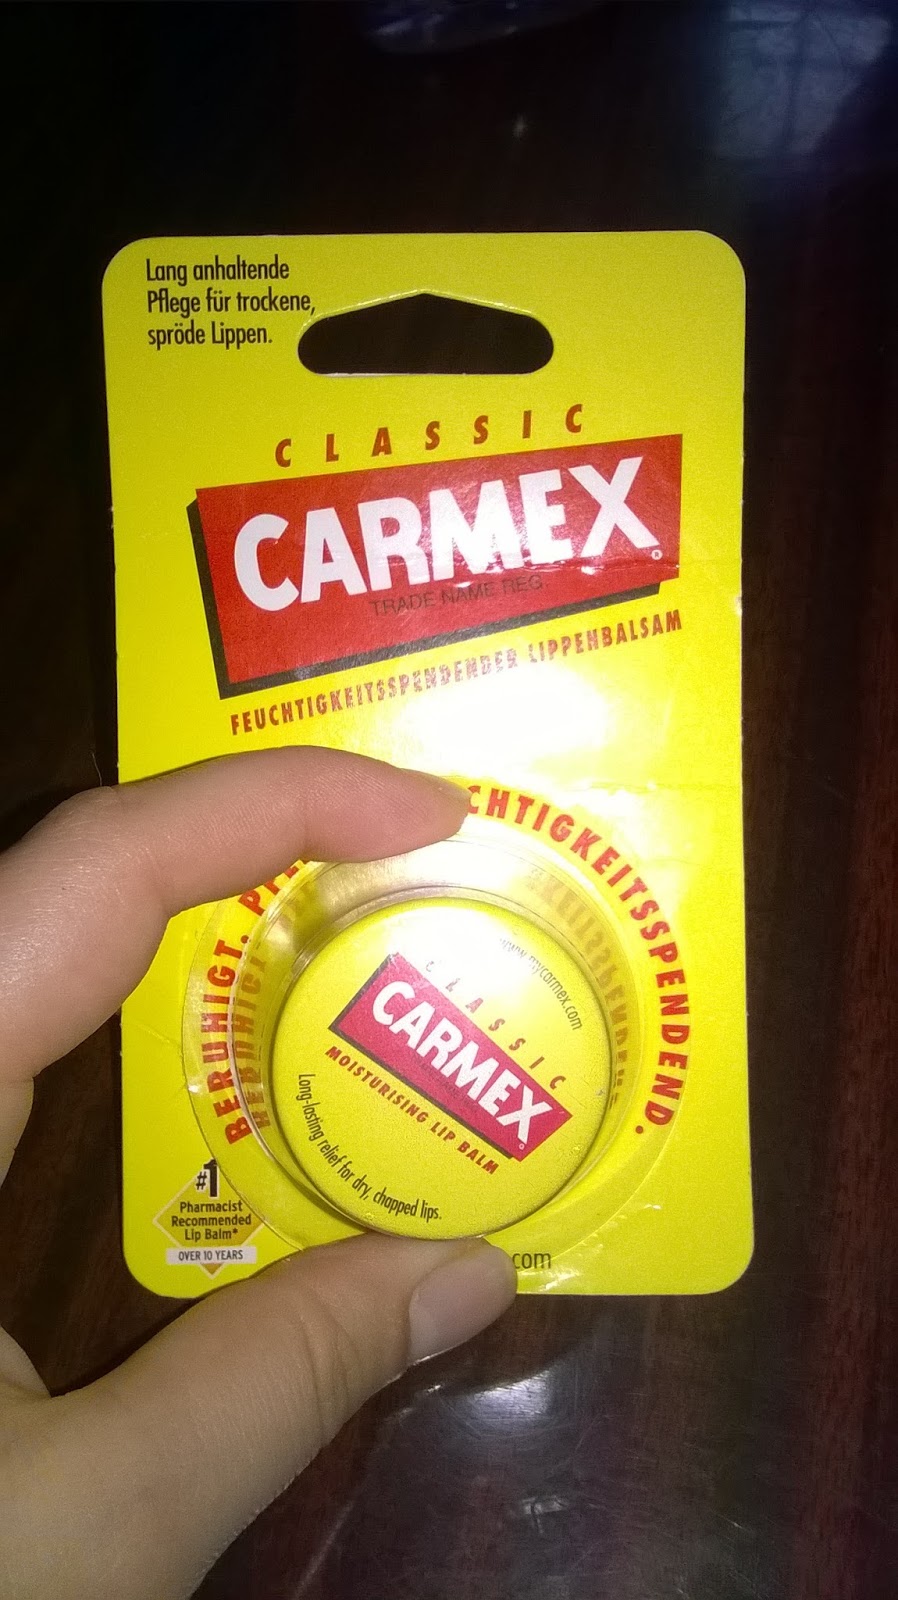 Lang anhaltende
Pflege für trockene,
spröde Lippen.
CLASSIC
CARMEX®
TRADE NAME REG.
FEUCHTIGKEITSSPENDENDER LIPPENBALSAM
BERUHIGT.
CHTIGKEITSSPENDEND.
www.mycarmex.com
CLASSIC
CARMEX®
MOISTURISING LIP BALM
Long-lasting relief for dry, chapped lips.
#1
Pharmacist
Recommended
Lip Balm*
OVER 10 YEARS
.com